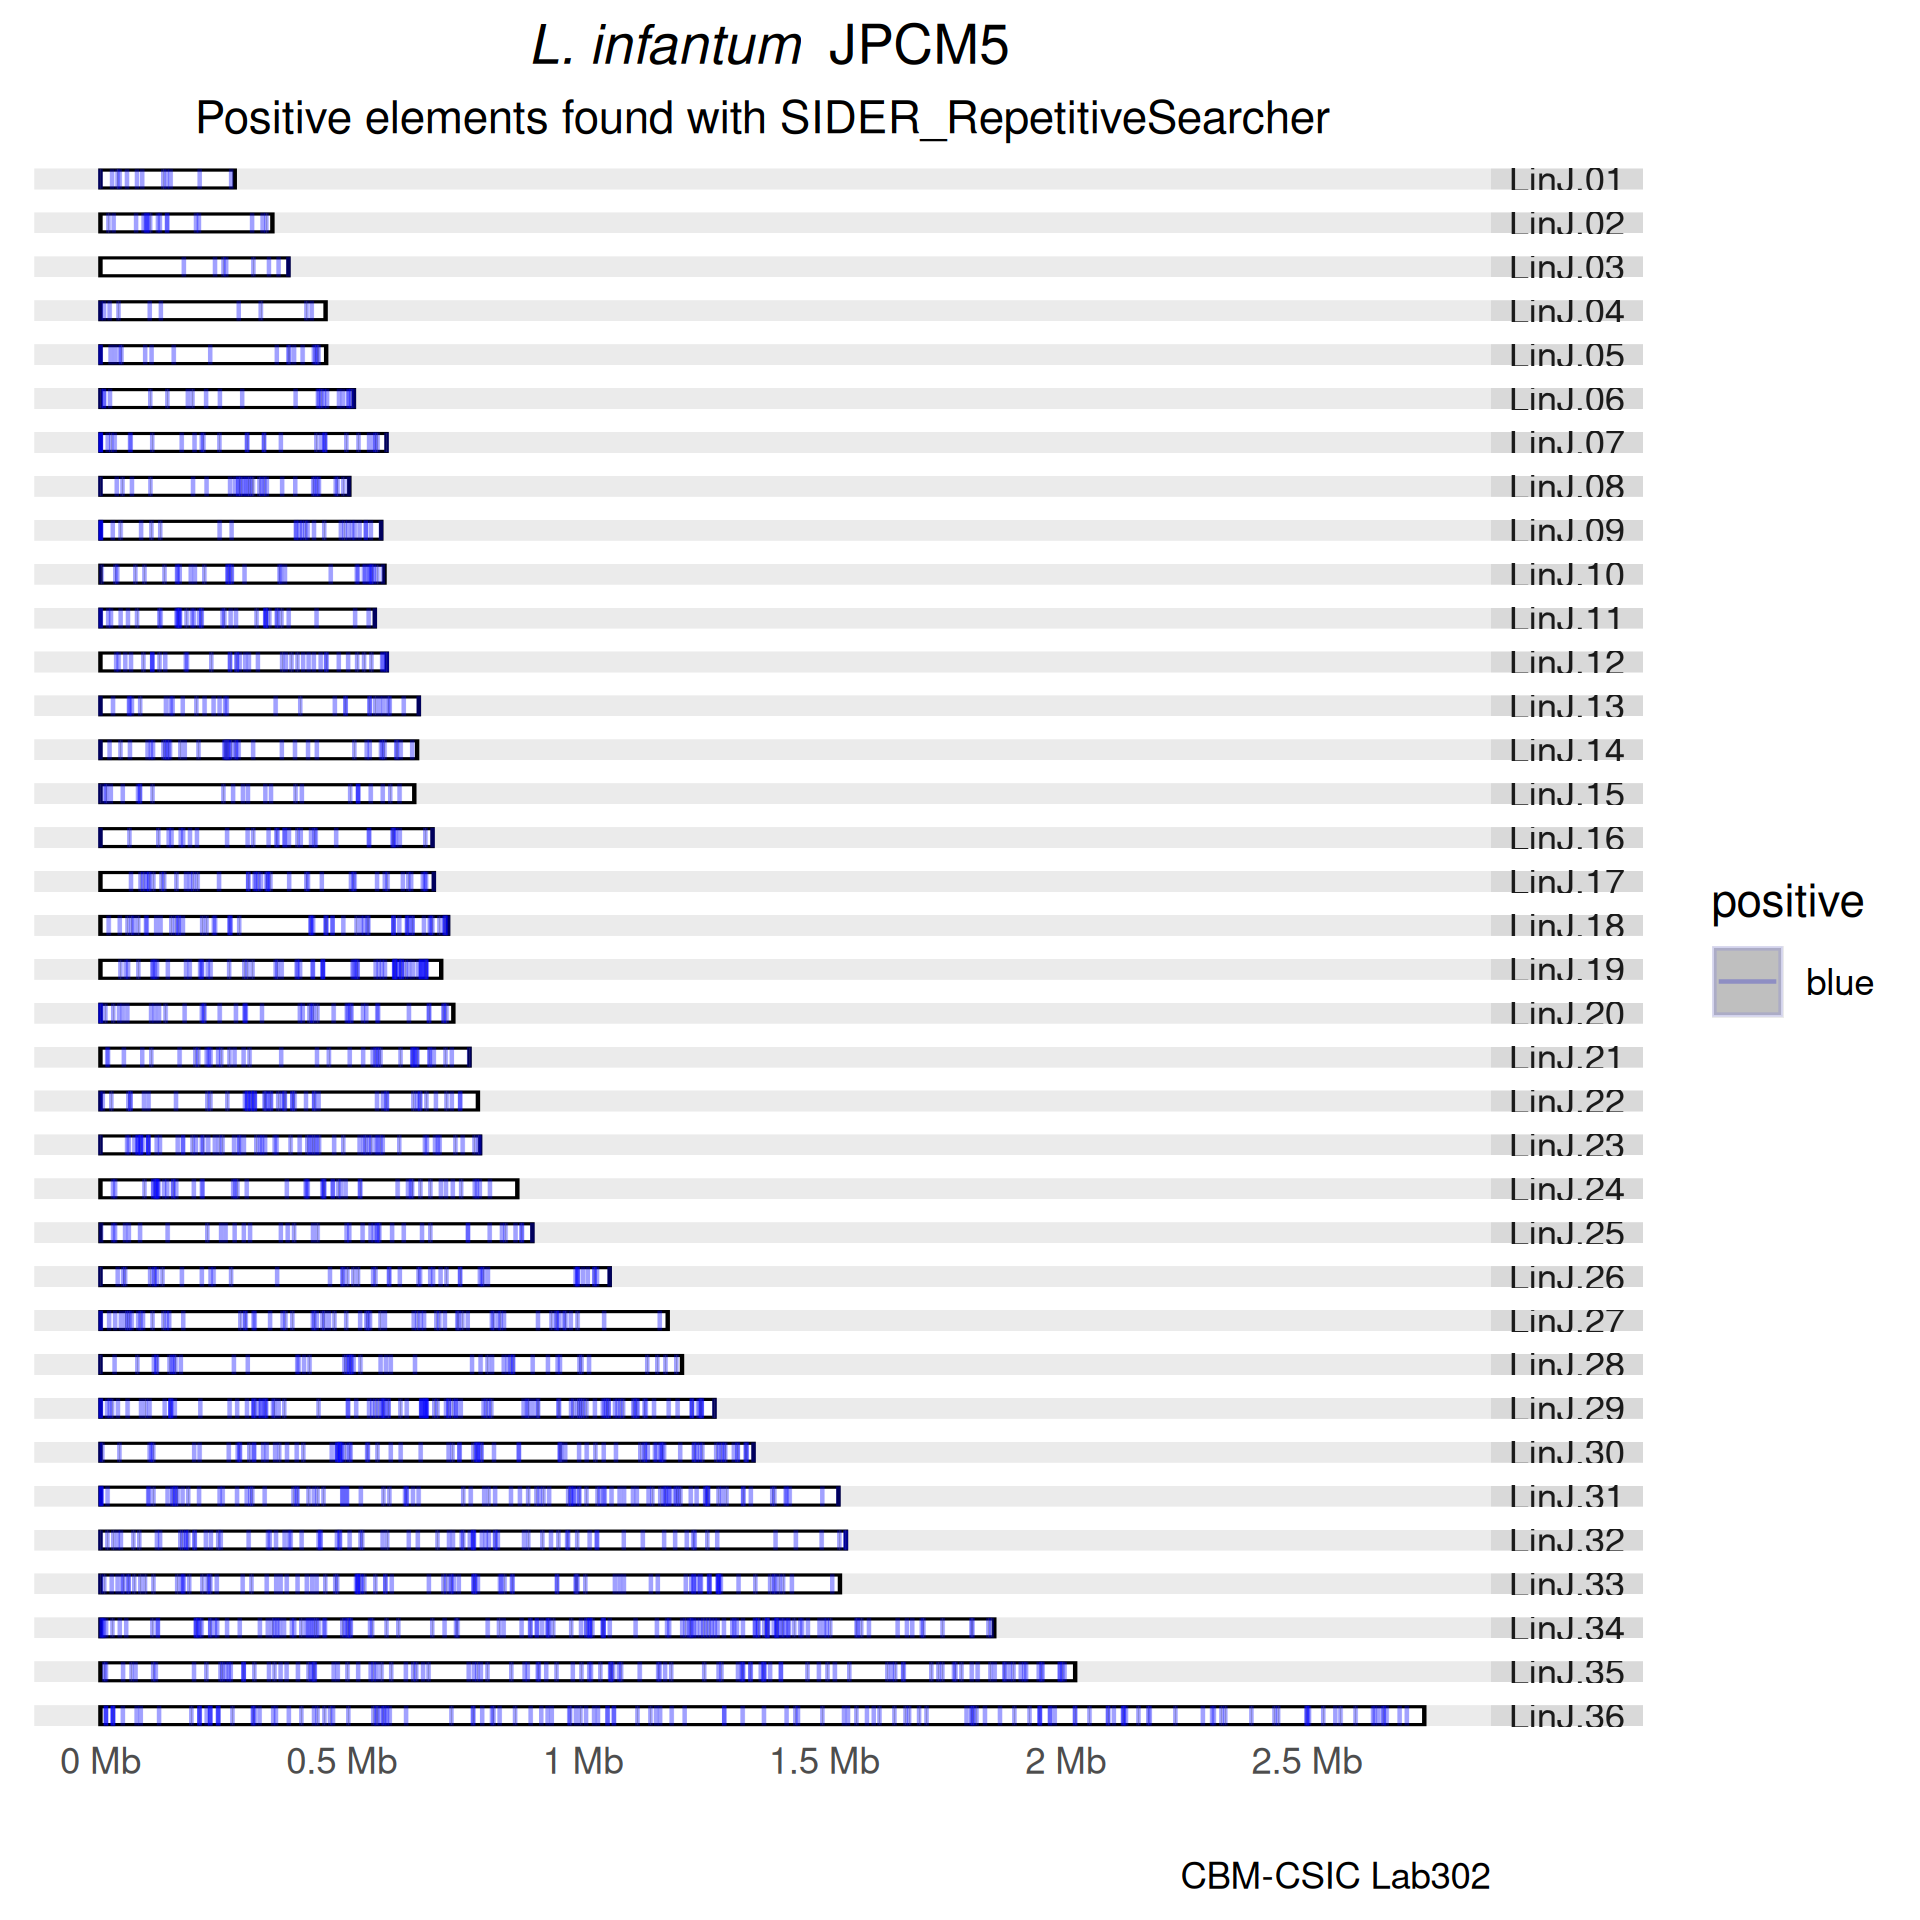 L. infantum JPCM5
Positive elements found with SIDER_RepetitiveSearcher
LinJ.01
LinJ.02
LinJ.03
LinJ.04
LinJ.05
LinJ.06
LinJ.07
LinJ.08
LinJ.09
LinJ.10
LinJ.11
LinJ.12
LinJ.13
LinJ.14
LinJ.15
LinJ.16
LinJ.17
LinJ.18
LinJ.19
LinJ.20
LinJ.21
LinJ.22
LinJ.23
LinJ.24
LinJ.25
LinJ.26
LinJ.27
LinJ.28
LinJ.29
LinJ.30
LinJ.31
LinJ.32
LinJ.33
LinJ.34
LinJ.35
LinJ.36
0 Mb 0.5 Mb 1 Mb 1.5 Mb 2 Mb 2.5 Mb
positive
blue
CBM-CSIC Lab302